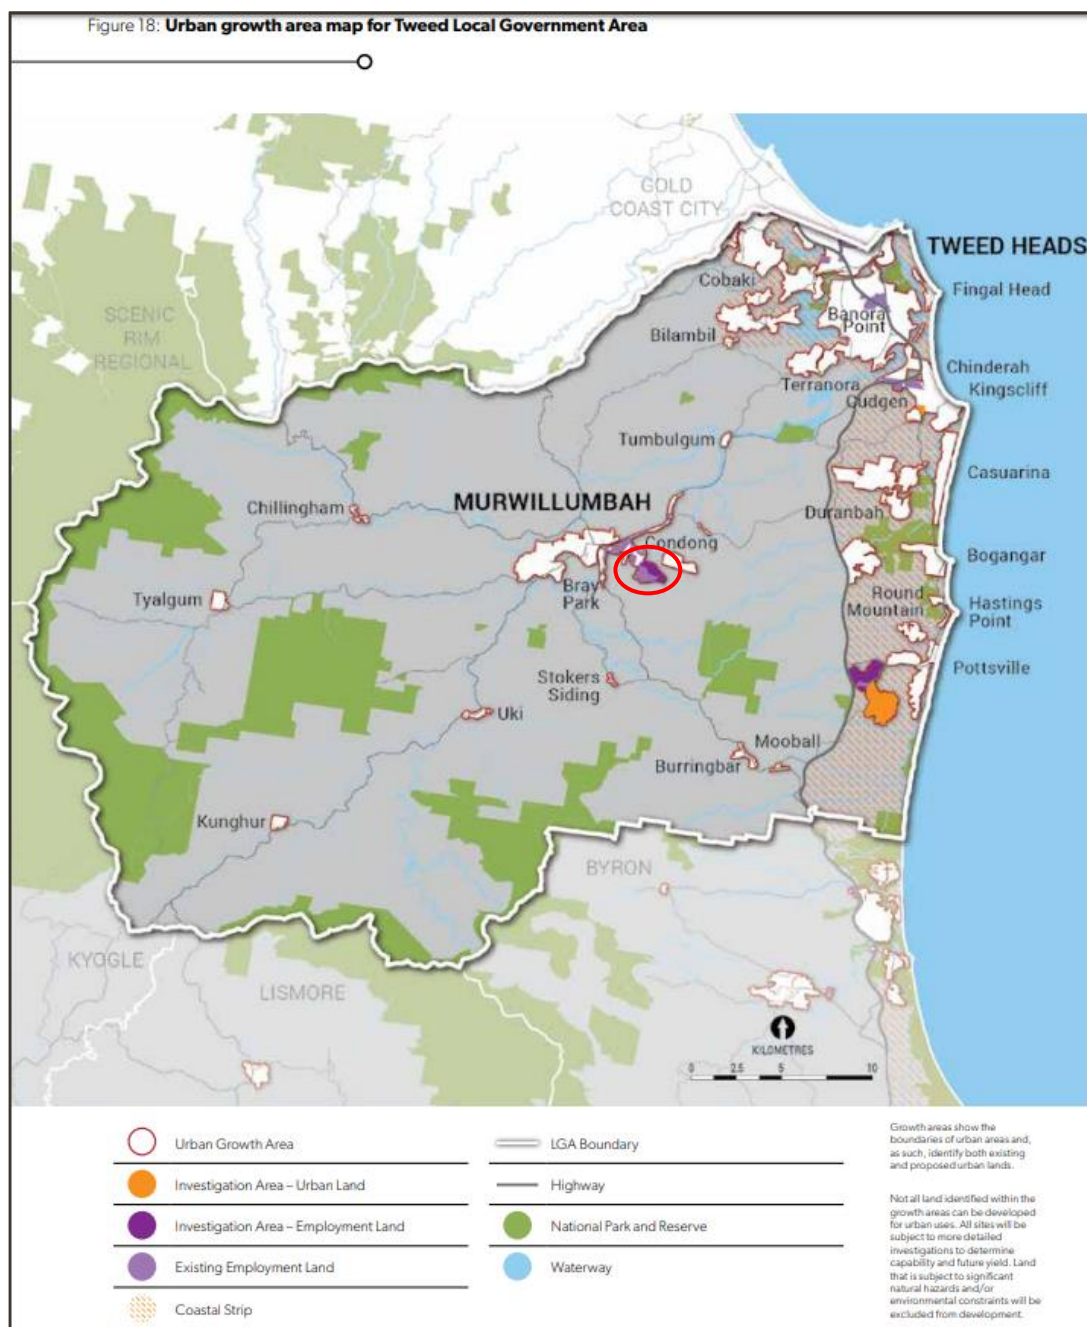 Figure 18: Urban growth area map for Tweed Local Government Area
GOLD
COAST CITY
TWEED HEADS
Cobaki
Fingal Head
SCENIC
RIM
REGIONAL
Banora
Point
Bilambil
Chinderah
Terranora
Kingscliff
Cudgen
Tumbulgum
Casuarina
MURWILLUMBAH
Chillingham
Duranbah
Condong
Bogangar
Bray
Park
Round
Mountain
Hastings
Point
Tyalgum
Stokers
Siding
Pottsville
Uki
Mooball
Burringbar
Kunghur
BYRON
KYOGLE
LISMORE
KILOMETRES
0 2.5 5 10
Urban Growth Area
Investigation Area – Urban Land
Investigation Area – Employment Land
Existing Employment Land
Coastal Strip
LGA Boundary
Highway
National Park and Reserve
Waterway
Growth areas show the
boundaries of urban areas and,
as such, identify both existing
and proposed urban lands.
Not all land identified within the
growth areas can be developed
for urban uses. All sites will be
subject to more detailed
investigations to determine
capability and future yield. Land
that is subject to significant
natural hazards and/or
environmental constraints will be
excluded from development.